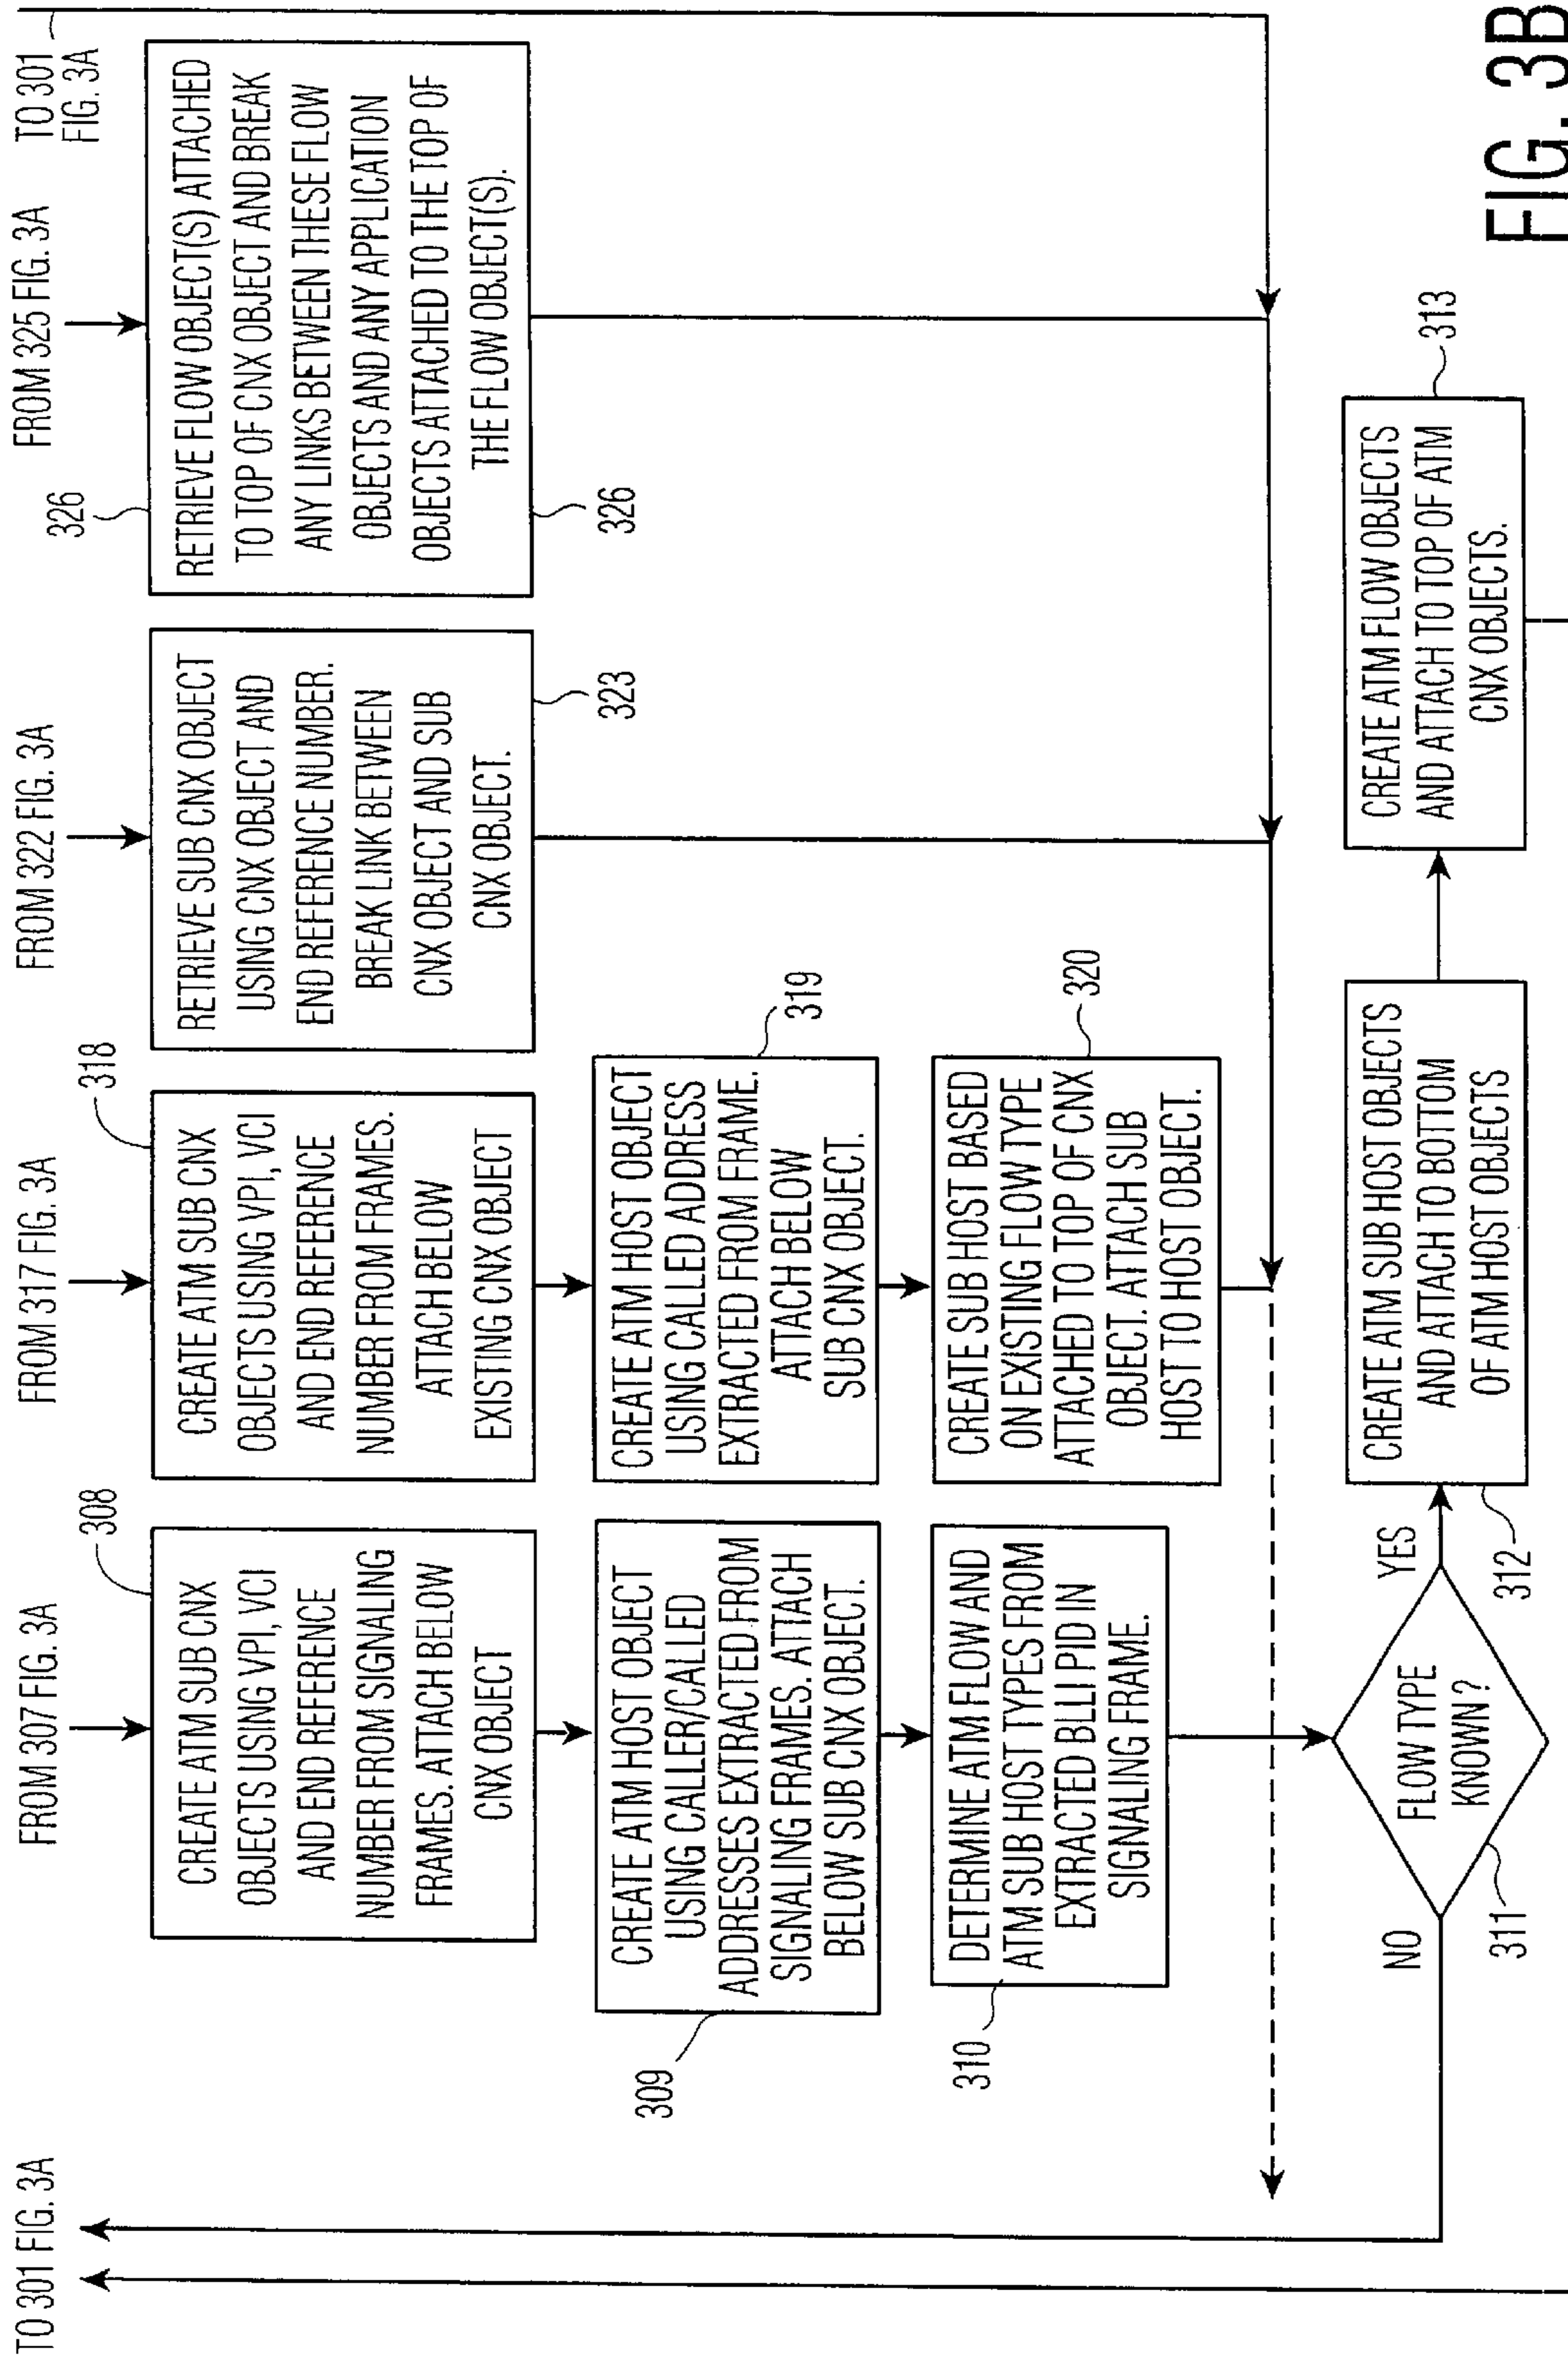 TO 301 FIG. 3A
FROM 307 FIG. 3A
FROM 317 FIG. 3A
FROM 322 FIG. 3A
FROM 325 FIG. 3A
TO 301
FIG. 3A
308
CREATE ATM SUB CNX
OBJECTS USING VPI, VCI
AND END REFERENCE
NUMBER FROM SIGNALING
FRAMES. ATTACH BELOW
CNX OBJECT
318
CREATE ATM SUB CNX
OBJECTS USING VPI, VCI
AND END REFERENCE
NUMBER FROM FRAMES.
ATTACH BELOW
EXISTING CNX OBJECT
RETRIEVE SUB CNX OBJECT
USING CNX OBJECT AND
END REFERENCE NUMBER.
BREAK LINK BETWEEN
CNX OBJECT AND SUB
CNX OBJECT.
323
326
RETRIEVE FLOW OBJECT(S) ATTACHED
TO TOP OF CNX OBJECT AND BREAK
ANY LINKS BETWEEN THESE FLOW
OBJECTS AND ANY APPLICATION
OBJECTS ATTACHED TO THE TOP OF
THE FLOW OBJECT(S).
326
CREATE ATM HOST OBJECT
USING CALLER/CALLED
ADDRESSES EXTRACTED FROM
SIGNALING FRAMES. ATTACH
BELOW SUB CNX OBJECT.
309
319
CREATE ATM HOST OBJECT
USING CALLED ADDRESS
EXTRACTED FROM FRAME.
ATTACH BELOW
SUB CNX OBJECT.
DETERMINE ATM FLOW AND
ATM SUB HOST TYPES FROM
EXTRACTED BLLI PID IN
SIGNALING FRAME.
310
320
CREATE SUB HOST BASED
ON EXISTING FLOW TYPE
ATTACHED TO TOP OF CNX
OBJECT. ATTACH SUB
HOST TO HOST OBJECT.
NO
FLOW TYPE
KNOWN?
311
YES
CREATE ATM SUB HOST OBJECTS
AND ATTACH TO BOTTOM
OF ATM HOST OBJECTS
312
CREATE ATM FLOW OBJECTS
AND ATTACH TO TOP OF ATM
CNX OBJECTS.
313
FIG. 3B